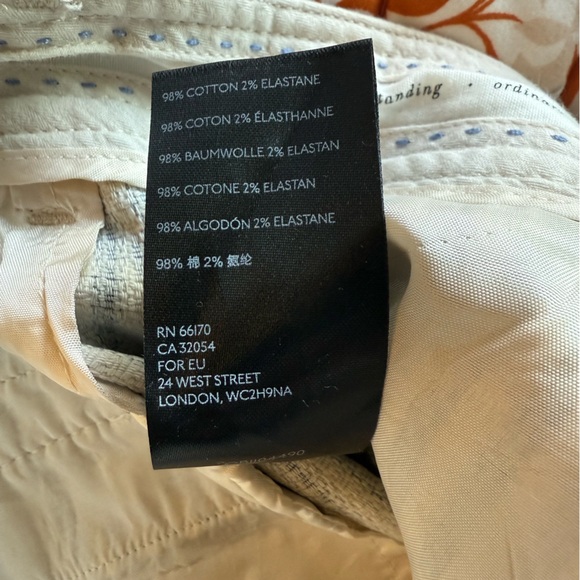 98% COTTON 2% ELASTANE
98% COTON 2% ÉLASTHANNE
98% BAUMWOLLE 2% ELASTAN
98% COTONE 2% ELASTAN
98% ALGODÓN 2% ELASTANE
98% 棉 2% 氨纶
RN 66170
CA 32054
FOR EU
24 WEST STREET
LONDON, WC2H9NA